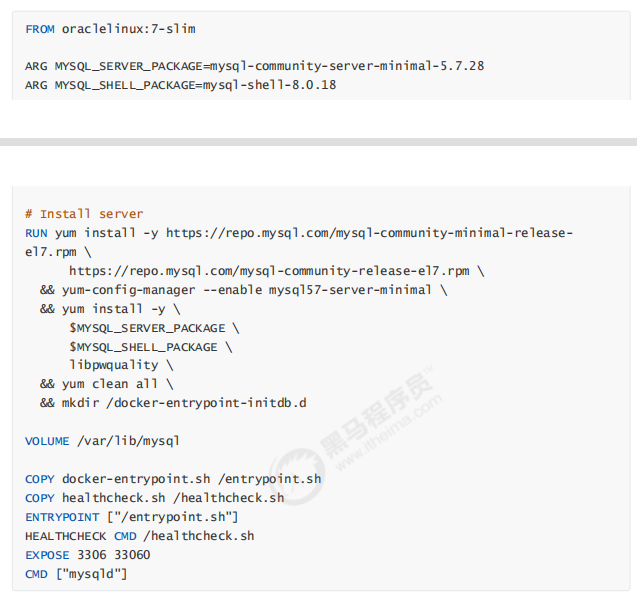 FROM oraclelinux:7-slim
ARG MYSQL_SERVER_PACKAGE=mysql-community-server-minimal-5.7.28
ARG MYSQL_SHELL_PACKAGE=mysql-shell-8.0.18
# Install server
RUN yum install -y https://repo.mysql.com/mysql-community-minimal-release-
el7.rpm \
https://repo.mysql.com/mysql-community-release-el7.rpm \
&& yum-config-manager --enable mysql57-server-minimal \
&& yum install -y \
$MYSQL_SERVER_PACKAGE \
$MYSQL_SHELL_PACKAGE \
libpwquality \
&& yum clean all \
&& mkdir /docker-entrypoint-initdb.d
VOLUME /var/lib/mysql
COPY docker-entrypoint.sh /entrypoint.sh
COPY healthcheck.sh /healthcheck.sh
ENTRYPOINT ["/entrypoint.sh"]
HEALTHCHECK CMD /healthcheck.sh
EXPOSE 3306 33060
CMD ["mysqld"]
黑马程序员™
www.itheima.com